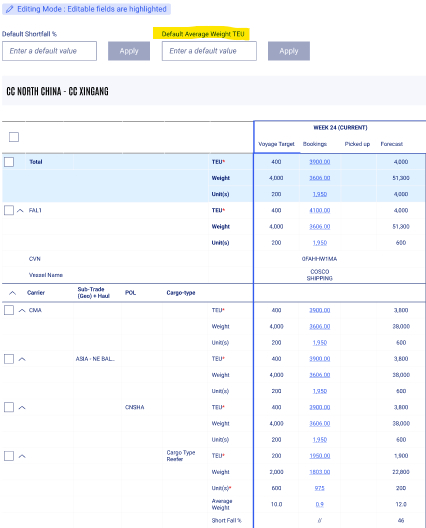 Editing Mode : Editable fields are highlighted
Default Shortfall % Default Average Weight TEU
Enter a default value Apply Enter a default value Apply
CC NORTH CHINA - CC XINGANG
WEEK 24 (CURRENT)
Voyage Target Bookings Picked up Forecast
Total TEU* 400 3900.00 4,000
Weight 4,000 3606.00 51,300
Unit(s) 200 1,950 4,000
FAL1 TEU* 400 4100.00 4,000
Weight 4,000 3606.00 51,300
Unit(s) 200 1,950 600
CVN 0FAHHW1MA
Vessel Name COSCO SHIPPING
Carrier Sub-Trade (Geo) + Haul POL Cargo-type
CMA TEU* 400 3900.00 3,800
Weight 4,000 3606.00 38,000
Unit(s) 200 1,950 600
ASIA - NE BAL.. TEU* 400 3900.00 3,800
Weight 4,000 3606.00 38,000
Unit(s) 200 1,950 600
CNSHA TEU* 400 3900.00 3,800
Weight 4,000 3606.00 38,000
Unit(s) 200 1,950 600
Cargo Type Reefer TEU* 200 1950.00 1,900
Weight 2,000 1803.00 22,800
Unit(s)* 600 975 200
Average Weight 10.0 0.9 12.0
Short Fall % // 46